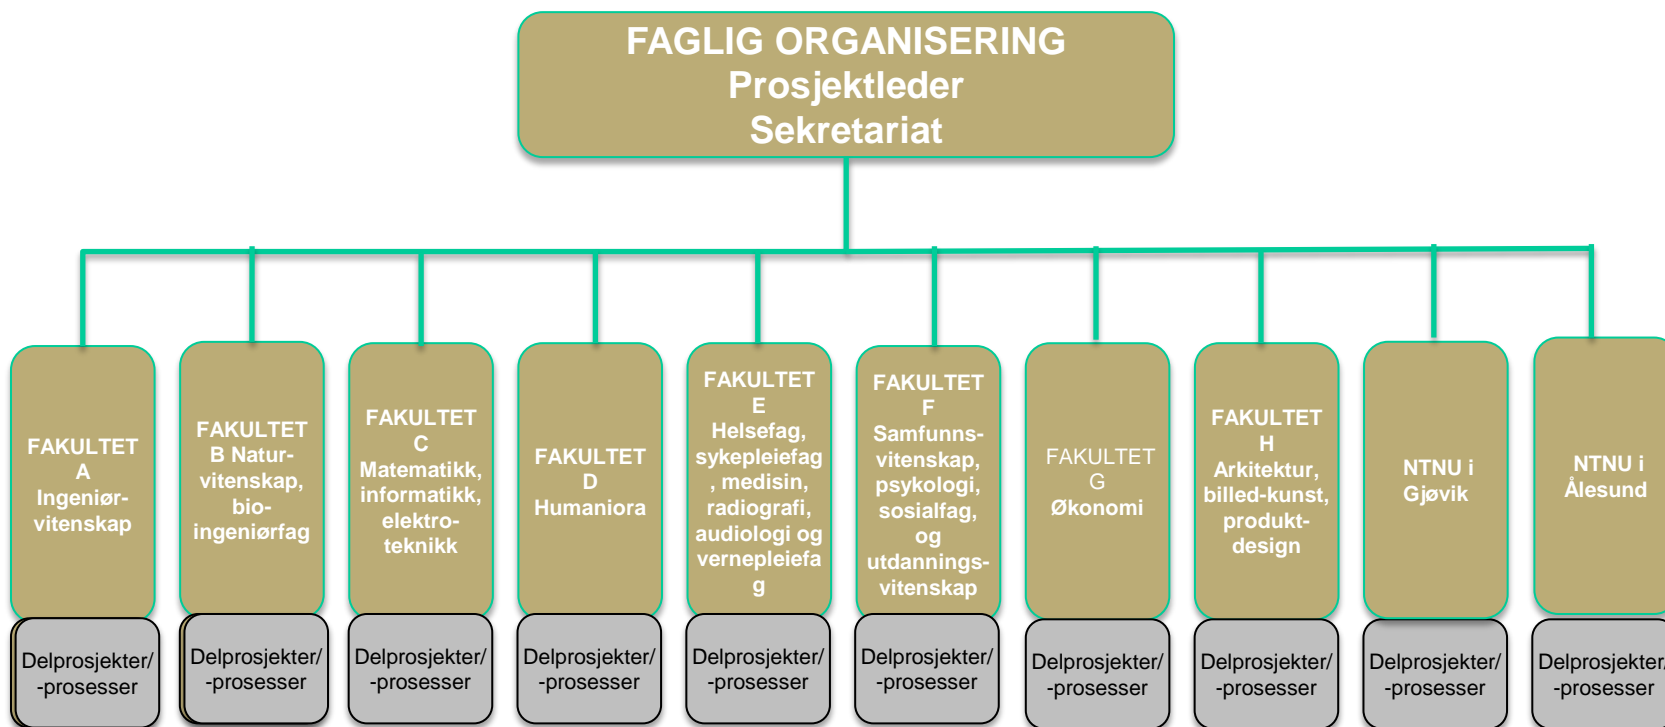 FAGLIG ORGANISERING
Prosjektleder
Sekretariat
FAKULTET
A
Ingeniør-
vitenskap
FAKULTET
B Natur-
vitenskap,
bio-
ingeniørfag
FAKULTET
C
Matematikk,
informatikk,
elektro-
teknikk
FAKULTET
D
Humaniora
FAKULTET
E
Helsefag,
sykepleiefag
, medisin,
radiografi,
audiologi og
vernepleiefa
g
FAKULTET
F
Samfunns-
vitenskap,
psykologi,
sosialfag,
og
utdannings-
vitenskap
FAKULTET
G
Økonomi
FAKULTET
H
Arkitektur,
billed-kunst,
produkt-
design
NTNU i
Gjøvik
NTNU i
Ålesund
Delprosjekter/
-prosesser
Delprosjekter/
-prosesser
Delprosjekter/
-prosesser
Delprosjekter/
-prosesser
Delprosjekter/
-prosesser
Delprosjekter/
-prosesser
Delprosjekter/
-prosesser
Delprosjekter/
-prosesser
Delprosjekter/
-prosesser
Delprosjekter/
-prosesser